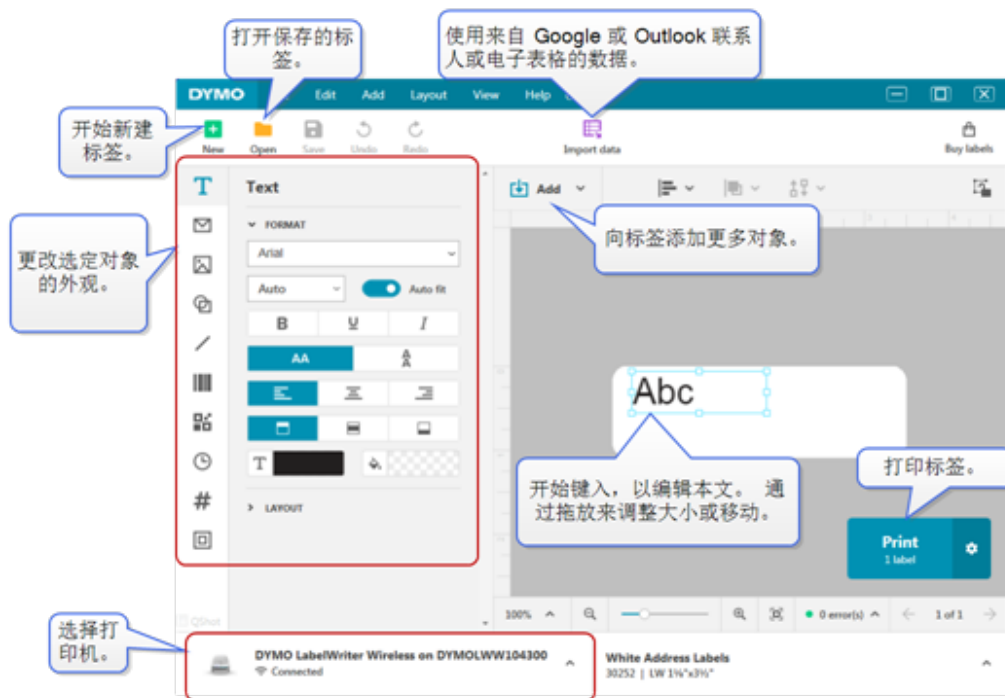 打开保存的标
签。
使用来自 Google 或 Outlook 联系
人或电子表格的数据。
DYMO
Edit Add Layout View Help
开始新建
标签。
New Open Save Undo Redo
Import data
Buy labels
T
Text
Add
FORMAT
向标签添加更多对象。
更改选定对象
的外观。
Arial
Auto
Auto fit
B U I
AA
A
A
Abc
T
打印标签。
开始键入，以编辑本文。 通
过拖放来调整大小或移动。
#
LAYOUT
Print
1 label
QShot
100%
0 error(s)
1 of 1
选择打
印机。
DYMO LabelWriter Wireless on DYMOLWW104300
Connected
White Address Labels
30252 | LW 1⅛"x3½"